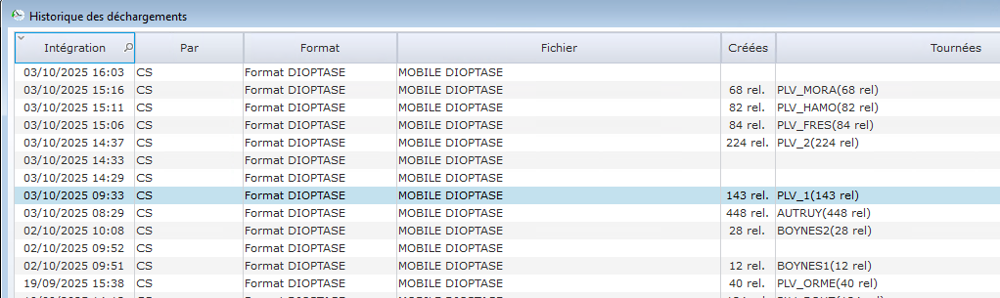 Historique des déchargements
Intégration Par Format Fichier Créées Tournées
03/10/2025 16:03 CS Format DIOPTASE MOBILE DIOPTASE
03/10/2025 15:16 CS Format DIOPTASE MOBILE DIOPTASE 68 rel. PLV_MORA(68 rel)
03/10/2025 15:11 CS Format DIOPTASE MOBILE DIOPTASE 82 rel. PLV_HAMO(82 rel)
03/10/2025 15:06 CS Format DIOPTASE MOBILE DIOPTASE 84 rel. PLV_FRES(84 rel)
03/10/2025 14:37 CS Format DIOPTASE MOBILE DIOPTASE 224 rel. PLV_2(224 rel)
03/10/2025 14:33 CS Format DIOPTASE MOBILE DIOPTASE
03/10/2025 14:29 CS Format DIOPTASE MOBILE DIOPTASE
03/10/2025 09:33 CS Format DIOPTASE MOBILE DIOPTASE 143 rel. PLV_1(143 rel)
03/10/2025 08:29 CS Format DIOPTASE MOBILE DIOPTASE 448 rel. AUTRUY(448 rel)
02/10/2025 10:08 CS Format DIOPTASE MOBILE DIOPTASE 28 rel. BOYNES2(28 rel)
02/10/2025 09:52 CS Format DIOPTASE MOBILE DIOPTASE
02/10/2025 09:51 CS Format DIOPTASE MOBILE DIOPTASE 12 rel. BOYNES1(12 rel)
19/09/2025 15:38 CS Format DIOPTASE MOBILE DIOPTASE 40 rel. PLV_ORME(40 rel)